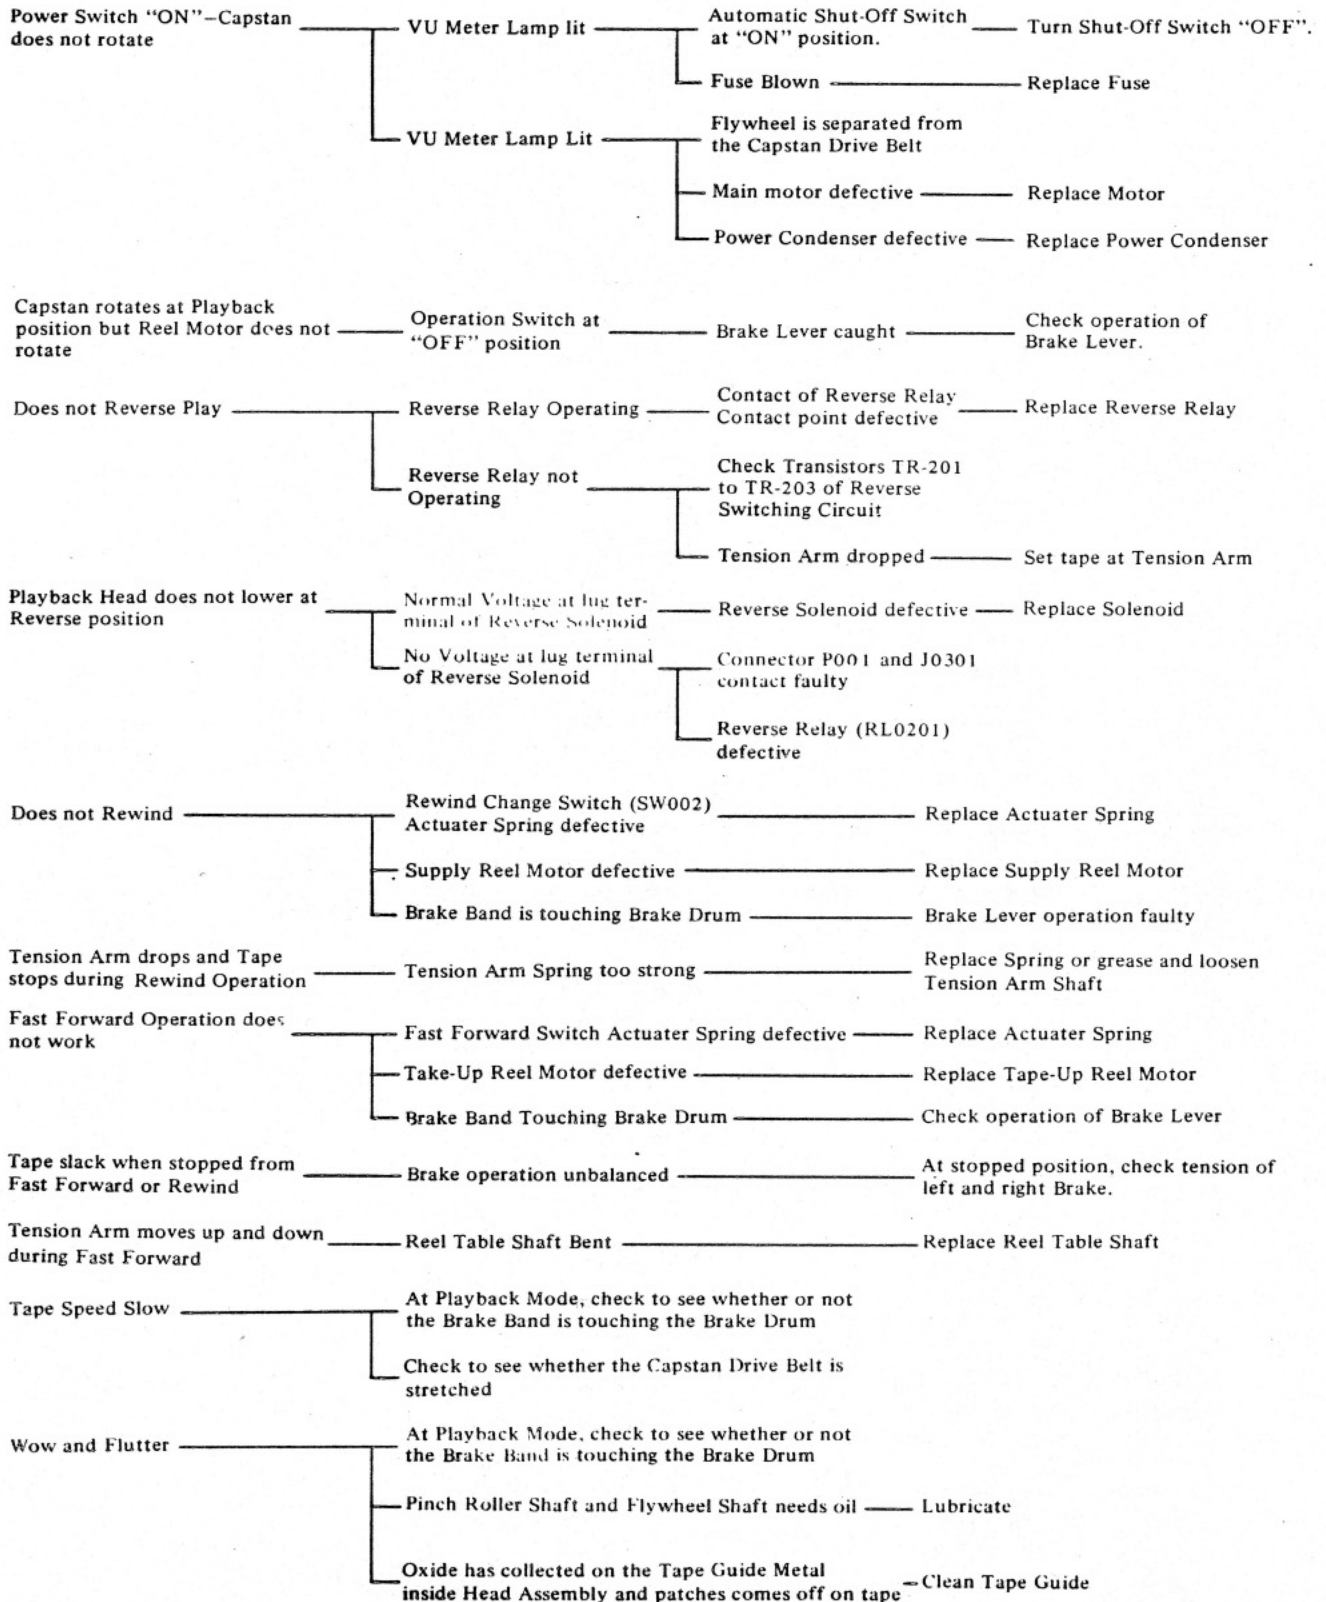 Power Switch “ON”–Capstan
does not rotate
VU Meter Lamp lit
Automatic Shut-Off Switch
at “ON” position.
Turn Shut-Off Switch “OFF”.
Fuse Blown
Replace Fuse
VU Meter Lamp Lit
Flywheel is separated from
the Capstan Drive Belt
Main motor defective
Replace Motor
Power Condenser defective
Replace Power Condenser
Capstan rotates at Playback
position but Reel Motor does not
rotate
Operation Switch at
“OFF” position
Brake Lever caught
Check operation of
Brake Lever.
Does not Reverse Play
Reverse Relay Operating
Contact of Reverse Relay
Contact point defective
Replace Reverse Relay
Reverse Relay not
Operating
Check Transistors TR-201
to TR-203 of Reverse
Switching Circuit
Tension Arm dropped
Set tape at Tension Arm
Playback Head does not lower at
Reverse position
Normal Voltage at lug ter-
minal of Reverse Solenoid
Reverse Solenoid defective
Replace Solenoid
No Voltage at lug terminal
of Reverse Solenoid
Connector P001 and J0301
contact faulty
Reverse Relay (RL0201)
defective
Does not Rewind
Rewind Change Switch (SW002)
Actuater Spring defective
Replace Actuater Spring
Supply Reel Motor defective
Replace Supply Reel Motor
Brake Band is touching Brake Drum
Brake Lever operation faulty
Tension Arm drops and Tape
stops during Rewind Operation
Tension Arm Spring too strong
Replace Spring or grease and loosen
Tension Arm Shaft
Fast Forward Operation does
not work
Fast Forward Switch Actuater Spring defective
Replace Actuater Spring
Take-Up Reel Motor defective
Replace Tape-Up Reel Motor
Brake Band Touching Brake Drum
Check operation of Brake Lever
Tape slack when stopped from
Fast Forward or Rewind
Brake operation unbalanced
At stopped position, check tension of
left and right Brake.
Tension Arm moves up and down
during Fast Forward
Reel Table Shaft Bent
Replace Reel Table Shaft
Tape Speed Slow
At Playback Mode, check to see whether or not
the Brake Band is touching the Brake Drum
Check to see whether the Capstan Drive Belt is
stretched
Wow and Flutter
At Playback Mode, check to see whether or not
the Brake Band is touching the Brake Drum
Pinch Roller Shaft and Flywheel Shaft needs oil
Lubricate
Oxide has collected on the Tape Guide Metal
inside Head Assembly and patches comes off on tape
Clean Tape Guide